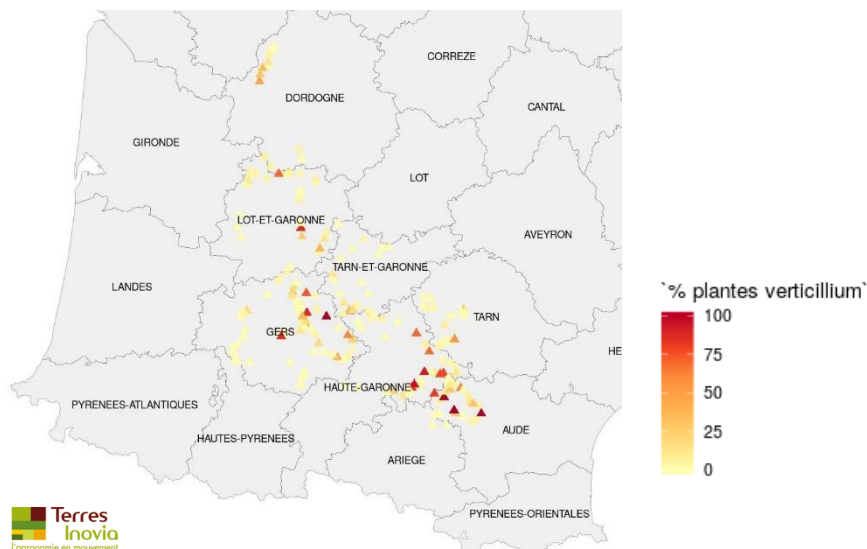 CORREZE
DORDOGNE
CANTAL
GIRONDE
LOT
LOT-ET-GARONNE
AVEYRON
TARN-ET-GARONNE
LANDES
`% plantes verticillium`
100
75
50
25
0
TARN
GERS
HE
HAUTE-GARONNE
PYRENEES-ATLANTIQUES
AUDE
HAUTES-PYRENEES
ARIEGE
PYRENEES-ORIENTALES
Terres
Inovia
l'agronomie en mouvement